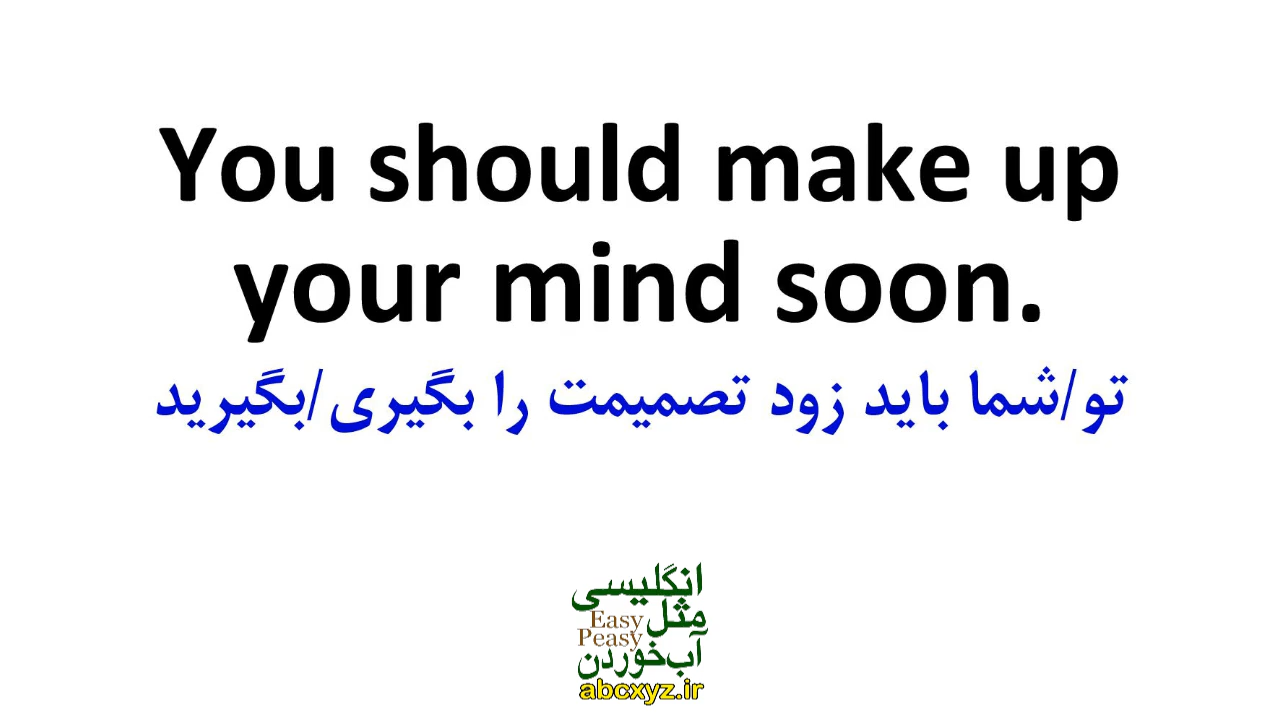 You should make up
your mind soon.
تو/شما باید زود تصمیمت را بگیری/بگیرید
انگلیسی
مثل
Easy
Peasy
آب‌خوردن
abcxyz.ir